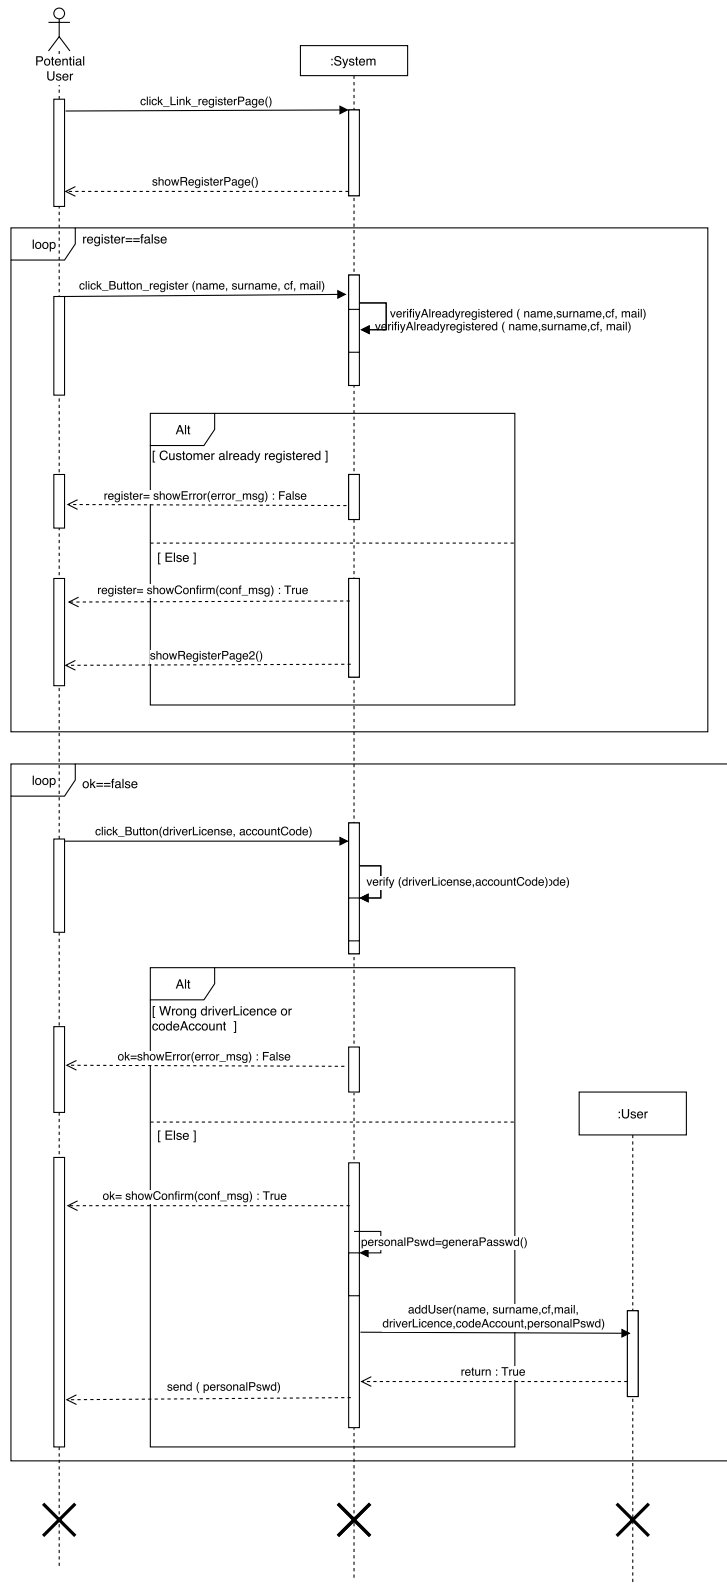 Potential
User
:System
click_Link_registerPage()
showRegisterPage()
loop
register==false
click_Button_register (name, surname, cf, mail)
verifiyAlreadyregistered ( name,surname,cf, mail)
verifiyAlreadyregistered ( name,surname,cf, mail)
Alt
[ Customer already registered ]
register= showError(error_msg) : False
[ Else ]
register= showConfirm(conf_msg) : True
showRegisterPage2()
loop
ok==false
click_Button(driverLicense, accountCode)
verify (driverLicense,accountCode)
Alt
[ Wrong driverLicence or
codeAccount ]
ok=showError(error_msg) : False
:User
[ Else ]
ok= showConfirm(conf_msg) : True
personalPswd=generaPasswd()
addUser(name, surname,cf,mail,
driverLicence,codeAccount,personalPswd)
return : True
send ( personalPswd)